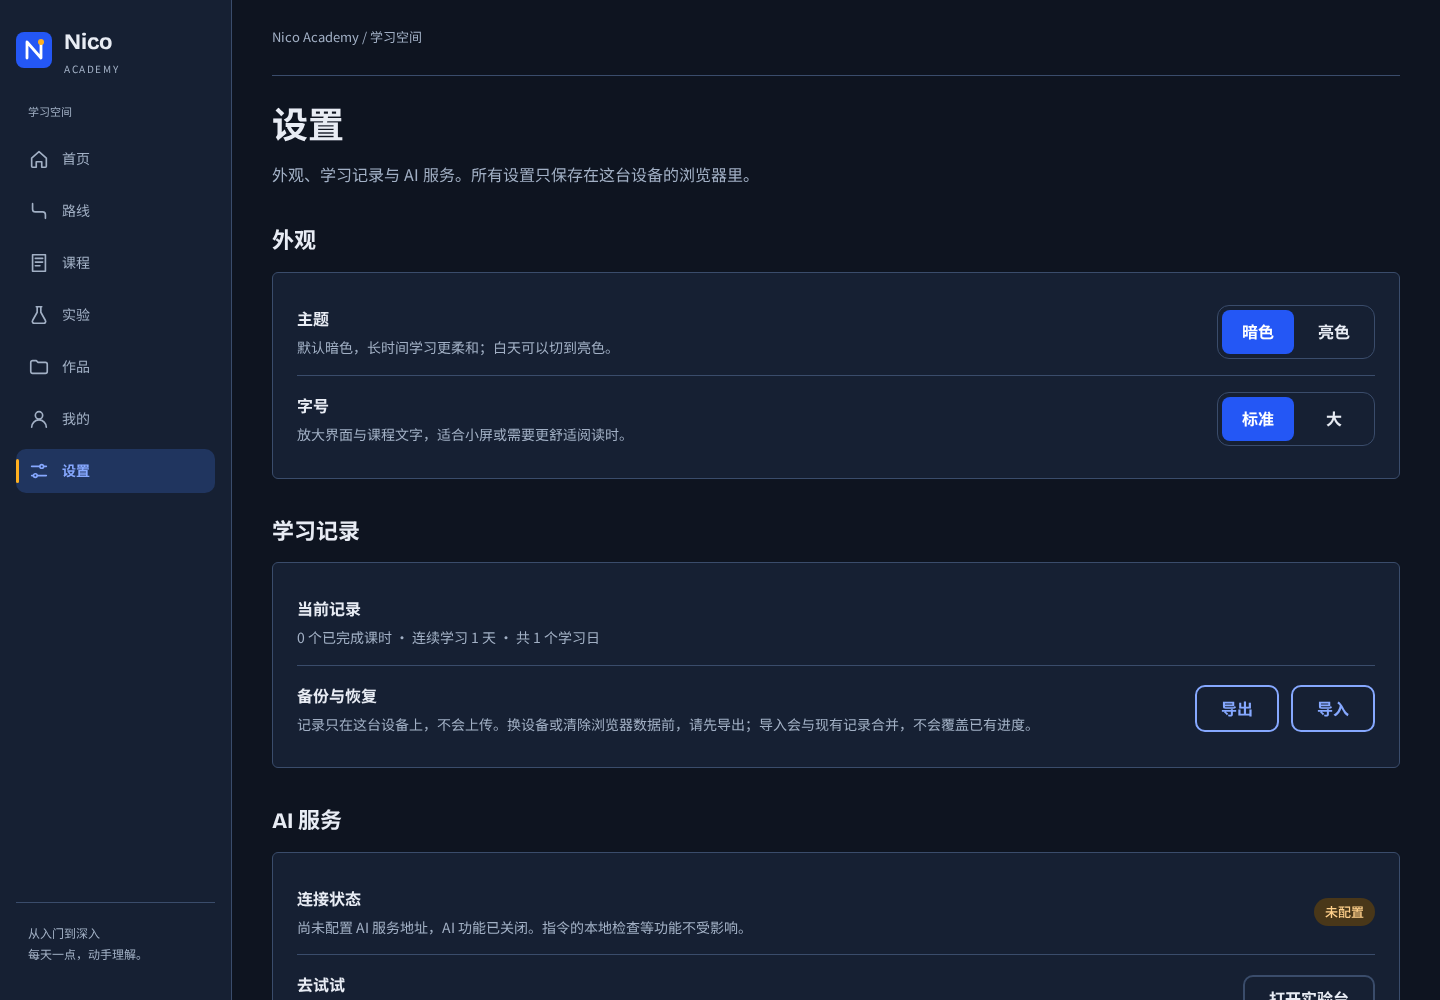 Nico
ACADEMY
学习空间
首页
路线
课程
实验
作品
我的
设置
从入门到深入
每天一点，动手理解。
Nico Academy / 学习空间
设置
外观、学习记录与 AI 服务。所有设置只保存在这台设备的浏览器里。
外观
主题
默认暗色，长时间学习更柔和；白天可以切到亮色。
暗色
亮色
字号
放大界面与课程文字，适合小屏或需要更舒适阅读时。
标准
大
学习记录
当前记录
0 个已完成课时 · 连续学习 1 天 · 共 1 个学习日
备份与恢复
记录只在这台设备上，不会上传。换设备或清除浏览器数据前，请先导出；导入会与现有记录合并，不会覆盖已有进度。
导出
导入
AI 服务
连接状态
尚未配置 AI 服务地址，AI 功能已关闭。指令的本地检查等功能不受影响。
未配置
去试试
打开实验台